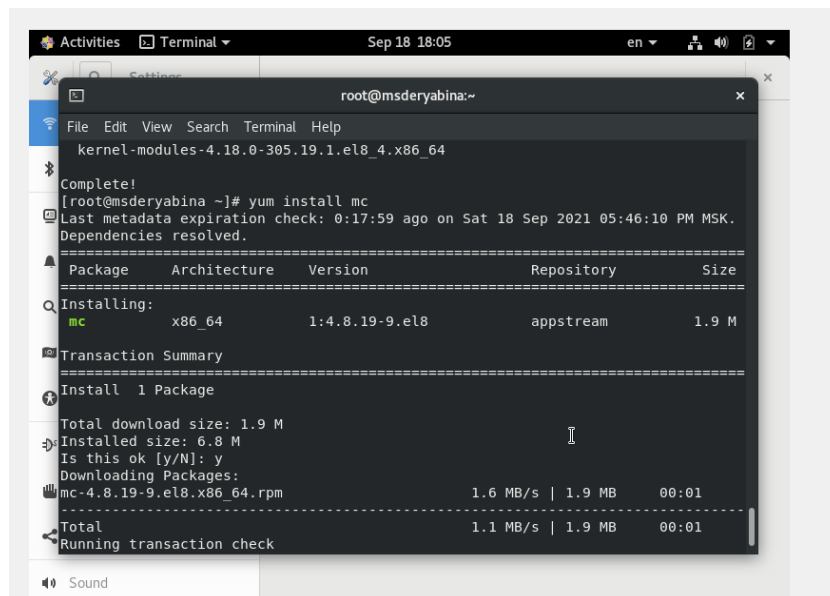 Activities Terminal Sep 18 18:05 en
Settings
root@msderyabina:~
File Edit View Search Terminal Help
kernel-modules-4.18.0-305.19.1.el8_4.x86_64
Complete!
[root@msderyabina ~]# yum install mc
Last metadata expiration check: 0:17:59 ago on Sat 18 Sep 2021 05:46:10 PM MSK.
Dependencies resolved.
================================================================================
Package Architecture Version Repository Size
================================================================================
Installing:
mc x86_64 1:4.8.19-9.el8 appstream 1.9 M
Transaction Summary
================================================================================
Install 1 Package
Total download size: 1.9 M
Installed size: 6.8 M
Is this ok [y/N]: y
Downloading Packages:
mc-4.8.19-9.el8.x86_64.rpm 1.6 MB/s | 1.9 MB 00:01
--------------------------------------------------------------------------------
Total 1.1 MB/s | 1.9 MB 00:01
Running transaction check
Sound